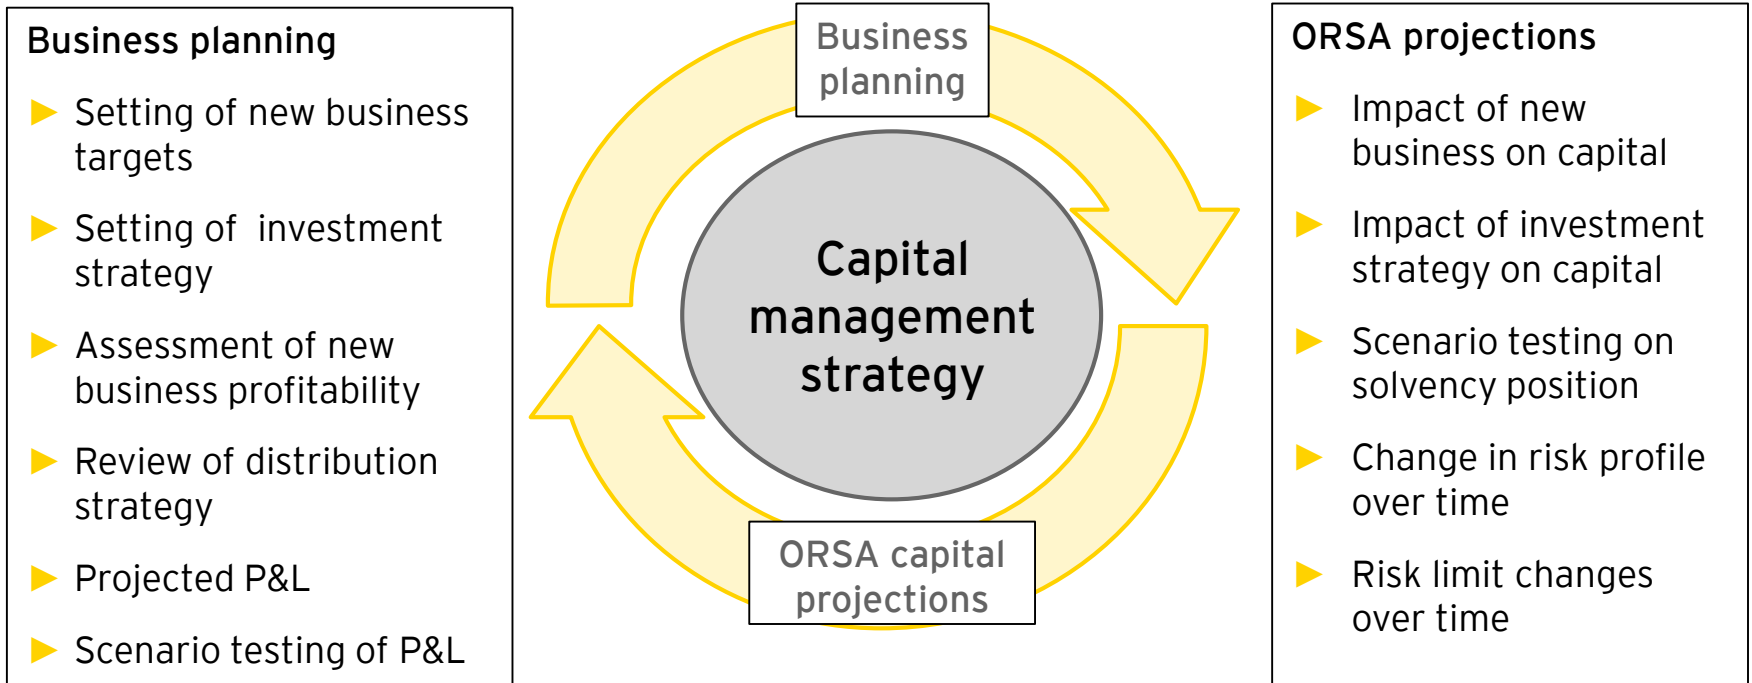 Business planning
Setting of new business
targets
Setting of  investment
strategy
Assessment of new
business profitability
Review of distribution
strategy
Projected P&L
Scenario testing of P&L
Business
planning
Capital
management
strategy
ORSA capital
projections
ORSA projections
Impact of new
business on capital
Impact of investment
strategy on capital
Scenario testing on
solvency position
Change in risk profile
over time
Risk limit changes
over time